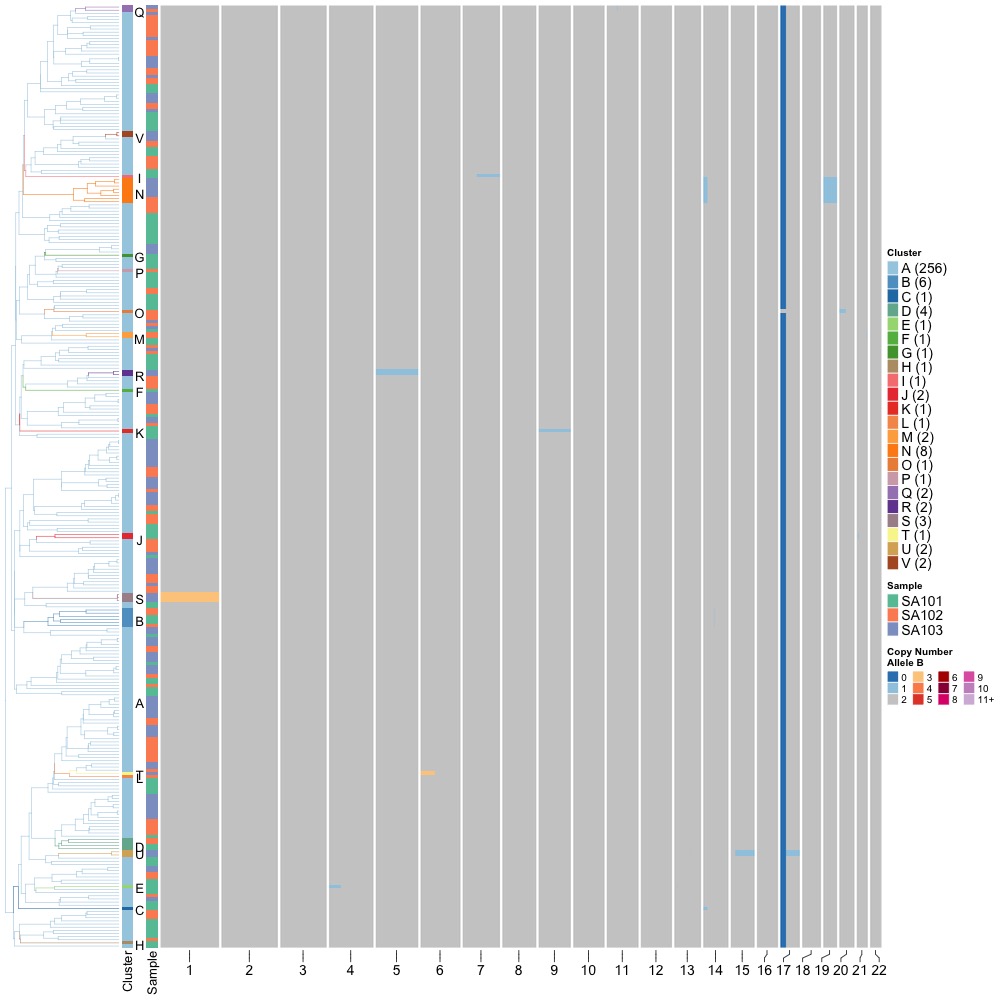 Q
V
I
N
G
P
O
M
R
F
K
J
S
B
A
T
L
D
U
E
C
H
Cluster
Sample
1 2 3 4 5 6 7 8 9 10 11 12 13 14 15 16 17 18 19 20 21 22
Cluster
A (256)
B (6)
C (1)
D (4)
E (1)
F (1)
G (1)
H (1)
I (1)
J (2)
K (1)
L (1)
M (2)
N (8)
O (1)
P (1)
Q (2)
R (2)
S (3)
T (1)
U (2)
V (2)
Sample
SA101
SA102
SA103
Copy Number
Allele B
0 3 6 9
1 4 7 10
2 5 8 11+